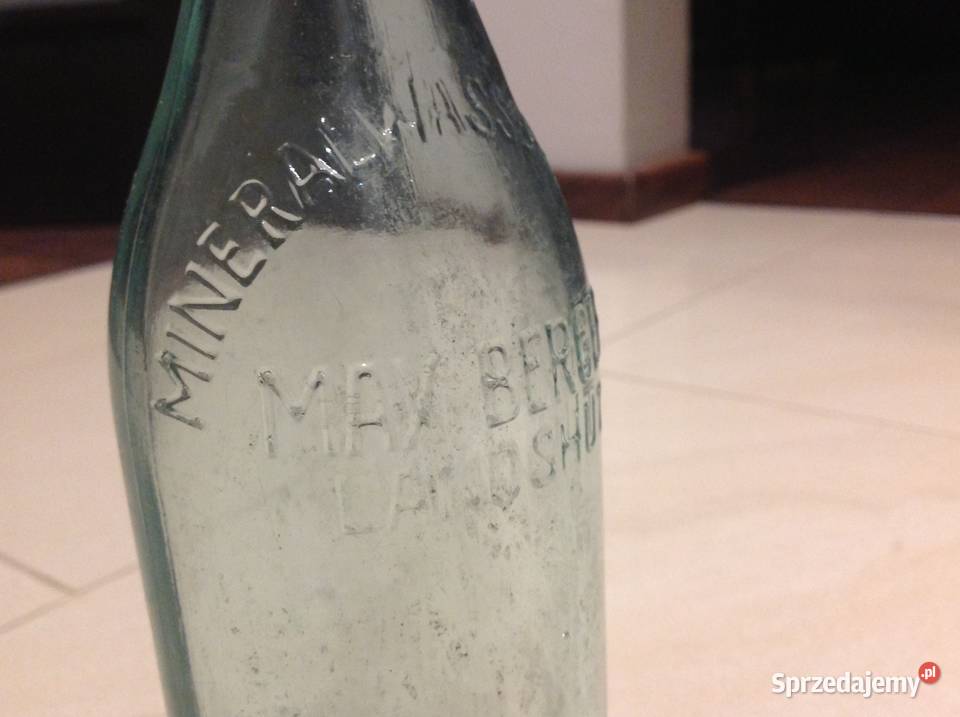 MINERALWASS
MAX BERG
LANDSHU
Sprzedajemy.pl